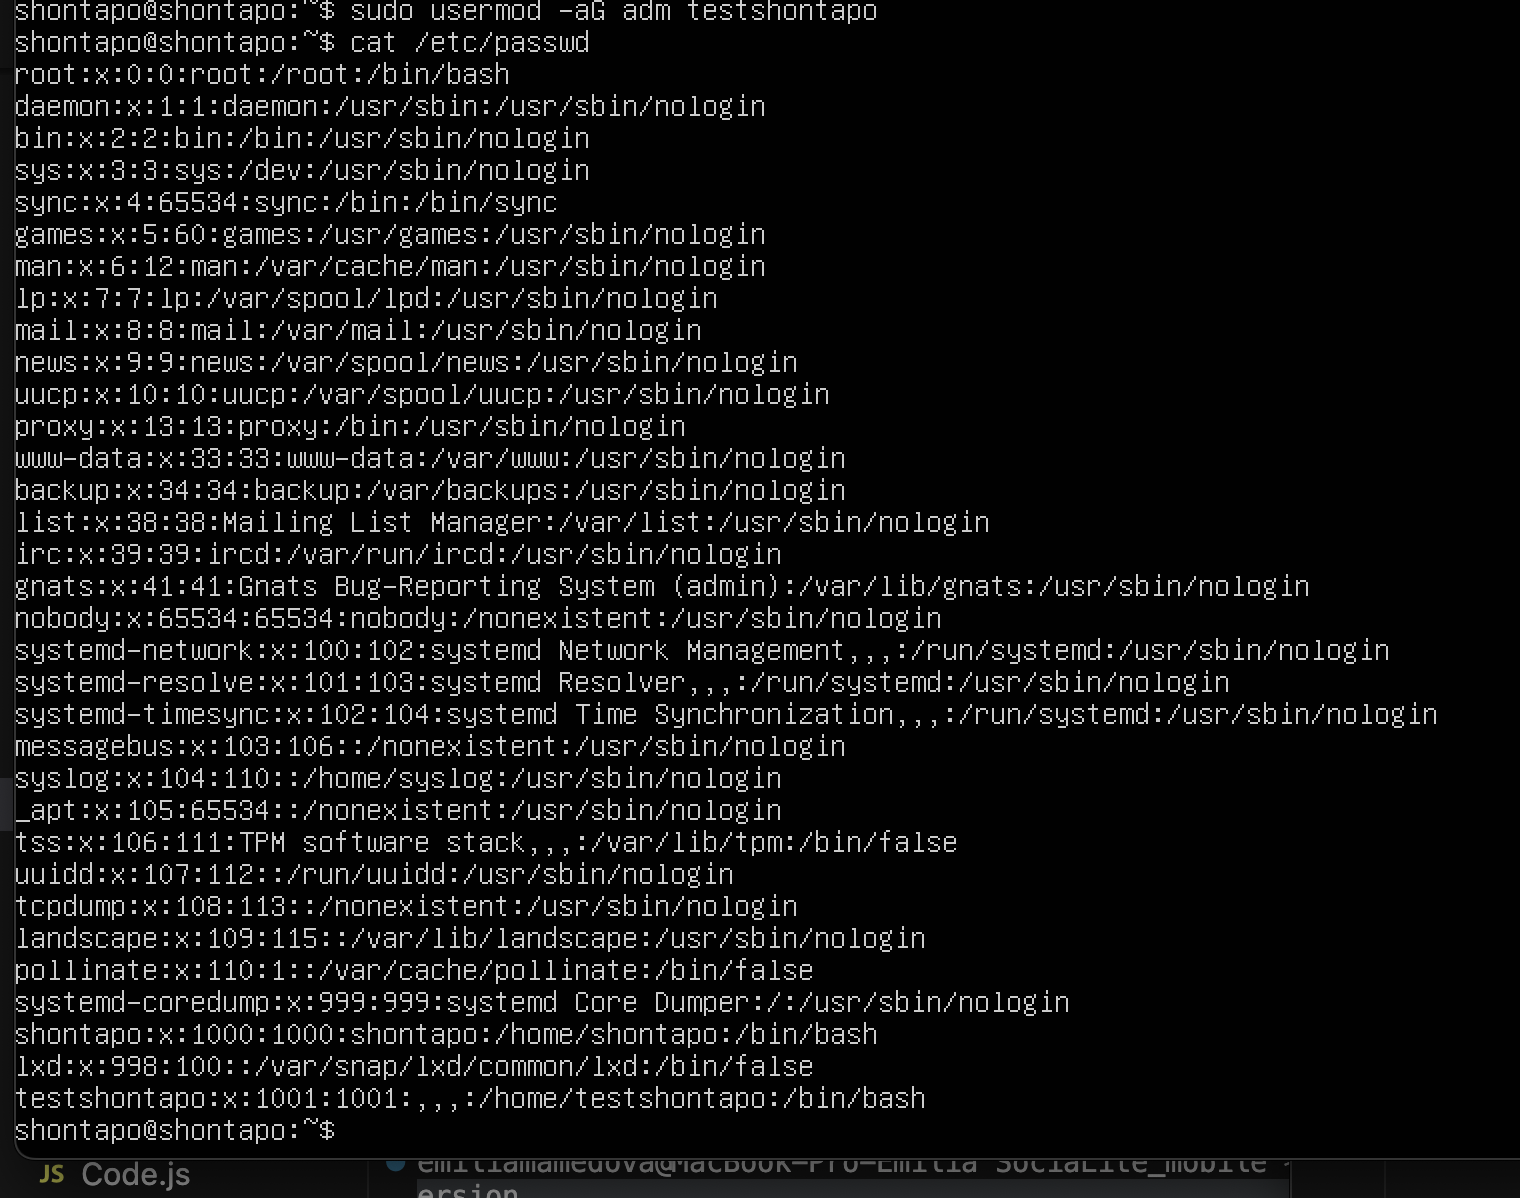 shontapo@shontapo:~$ sudo usermod -aG adm testshontapo
shontapo@shontapo:~$ cat /etc/passwd
root:x:0:0:root:/root:/bin/bash
daemon:x:1:1:daemon:/usr/sbin:/usr/sbin/nologin
bin:x:2:2:bin:/bin:/usr/sbin/nologin
sys:x:3:3:sys:/dev:/usr/sbin/nologin
sync:x:4:65534:sync:/bin:/bin/sync
games:x:5:60:games:/usr/games:/usr/sbin/nologin
man:x:6:12:man:/var/cache/man:/usr/sbin/nologin
lp:x:7:7:lp:/var/spool/lpd:/usr/sbin/nologin
mail:x:8:8:mail:/var/mail:/usr/sbin/nologin
news:x:9:9:news:/var/spool/news:/usr/sbin/nologin
uucp:x:10:10:uucp:/var/spool/uucp:/usr/sbin/nologin
proxy:x:13:13:proxy:/bin:/usr/sbin/nologin
www-data:x:33:33:www-data:/var/www:/usr/sbin/nologin
backup:x:34:34:backup:/var/backups:/usr/sbin/nologin
list:x:38:38:Mailing List Manager:/var/list:/usr/sbin/nologin
irc:x:39:39:ircd:/var/run/ircd:/usr/sbin/nologin
gnats:x:41:41:Gnats Bug-Reporting System (admin):/var/lib/gnats:/usr/sbin/nologin
nobody:x:65534:65534:nobody:/nonexistent:/usr/sbin/nologin
systemd-network:x:100:102:systemd Network Management,,,:/run/systemd:/usr/sbin/nologin
systemd-resolve:x:101:103:systemd Resolver,,,:/run/systemd:/usr/sbin/nologin
systemd-timesync:x:102:104:systemd Time Synchronization,,,:/run/systemd:/usr/sbin/nologin
messagebus:x:103:106::/nonexistent:/usr/sbin/nologin
syslog:x:104:110::/home/syslog:/usr/sbin/nologin
_apt:x:105:65534::/nonexistent:/usr/sbin/nologin
tss:x:106:111:TPM software stack,,,:/var/lib/tpm:/bin/false
uuidd:x:107:112::/run/uuidd:/usr/sbin/nologin
tcpdump:x:108:113::/nonexistent:/usr/sbin/nologin
landscape:x:109:115::/var/lib/landscape:/usr/sbin/nologin
pollinate:x:110:1::/var/cache/pollinate:/bin/false
systemd-coredump:x:999:999:systemd Core Dumper:/:/usr/sbin/nologin
shontapo:x:1000:1000:shontapo:/home/shontapo:/bin/bash
lxd:x:998:100::/var/snap/lxd/common/lxd:/bin/false
testshontapo:x:1001:1001:,,,:/home/testshontapo:/bin/bash
shontapo@shontapo:~$
JS Code.js
emiliamamedova@MacBook-Pro-Emilia SociaLite_mobile
ersion